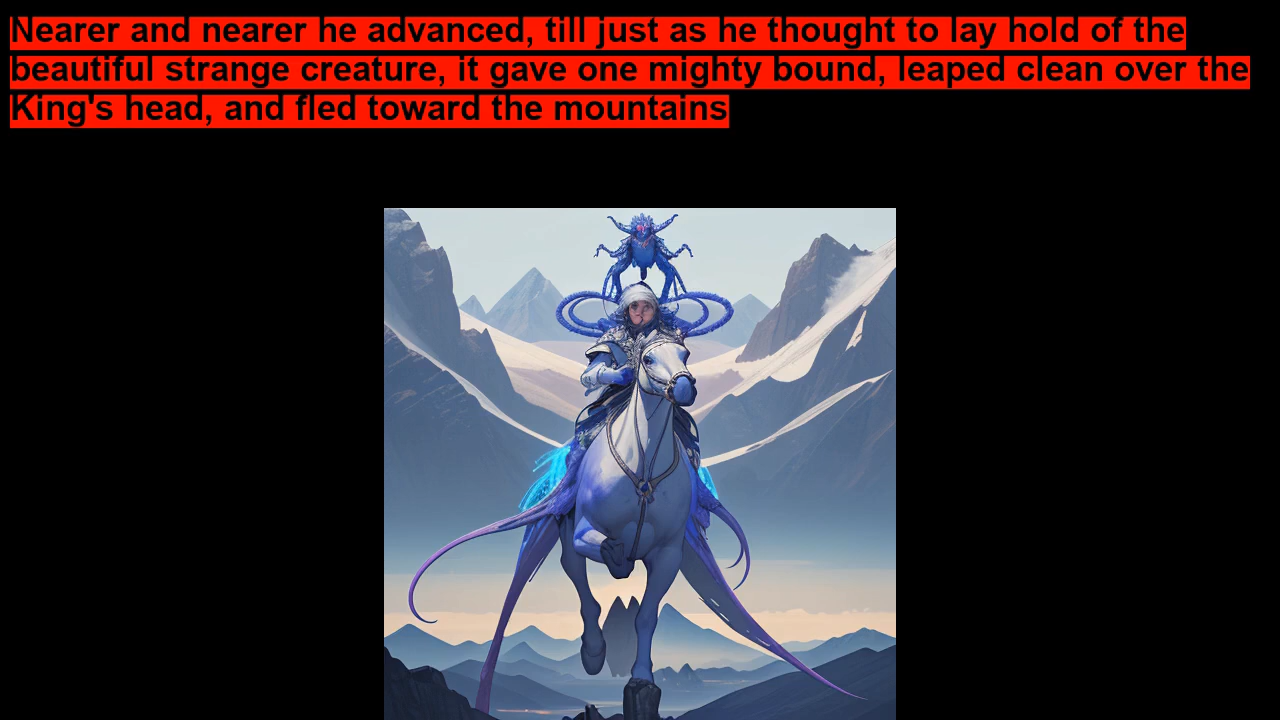 Nearer and nearer he advanced, till just as he thought to lay hold of the
beautiful strange creature, it gave one mighty bound, leaped clean over the
King's head, and fled toward the mountains